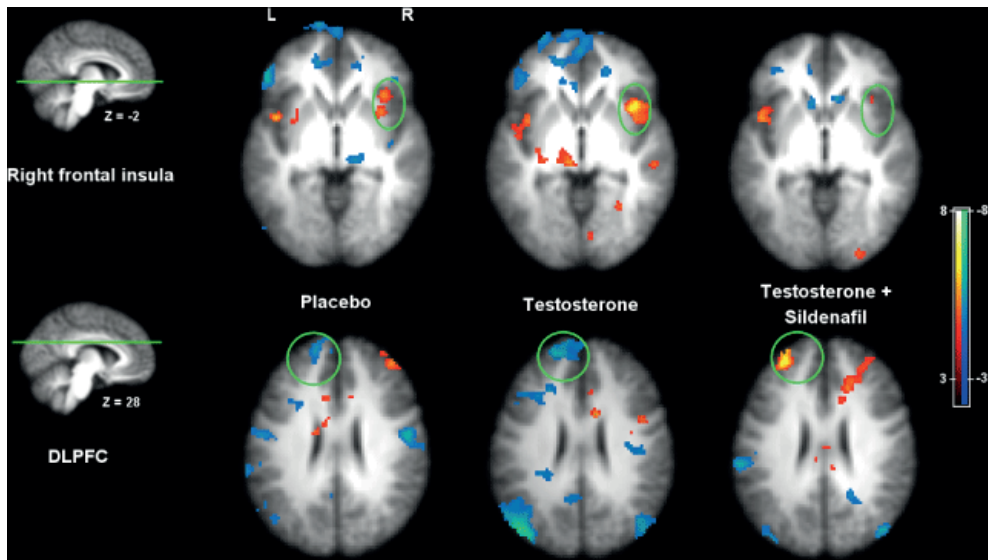 L R
Z = -2
Right frontal insula
8 -8
Placebo
Testosterone
Testosterone +
Sildenafil
3 -3
Z = 28
DLPFC